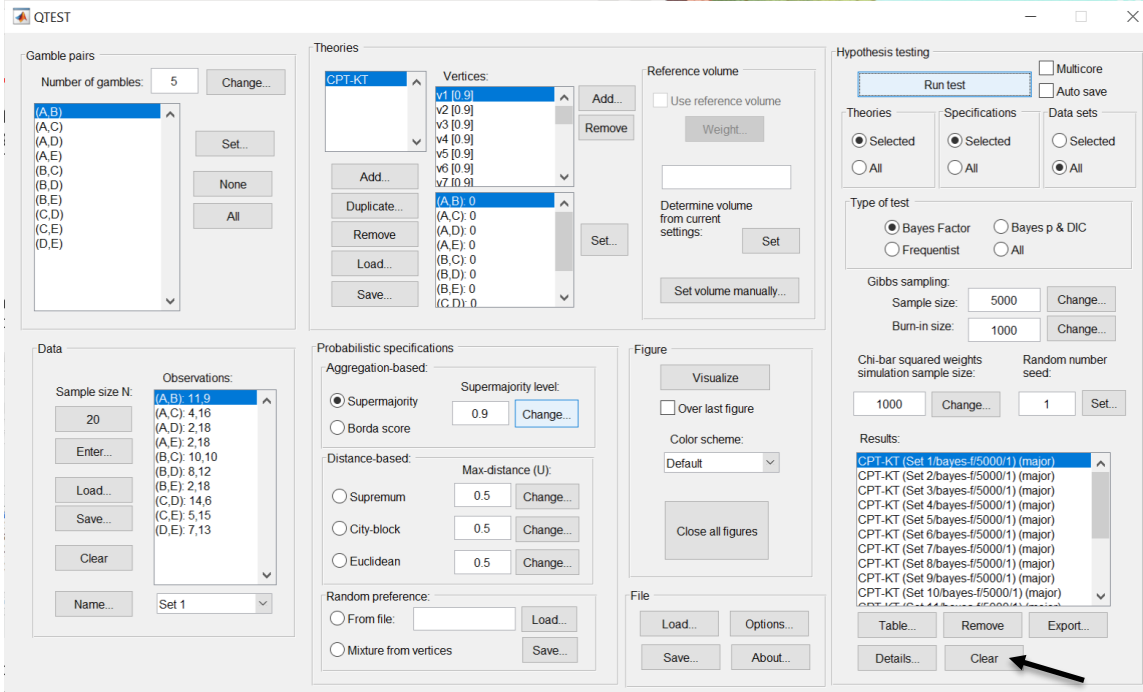 QTEST
Gamble pairs
Number of gambles: 5 Change...
(A,B)
(A,C)
(A,D)
(A,E)
(B,C)
(B,D)
(B,E)
(C,D)
(C,E)
(D,E)
Set...
None
All
Theories
CPT-KT
Add...
Duplicate...
Remove
Load...
Save...
Vertices:
v1 [0.9]
v2 [0.9]
v3 [0.9]
v4 [0.9]
v5 [0.9]
v6 [0.9]
v7 [0.9]
Add...
Remove
(A,B): 0
(A,C): 0
(A,D): 0
(A,E): 0
(B,C): 0
(B,D): 0
(B,E): 0
(C,D): 0
Set...
Reference volume
Use reference volume
Weight...
Determine volume
from current
settings:
Set
Set volume manually...
Hypothesis testing
Run test
Multicore
Auto save
Theories
Selected
All
Specifications
Selected
All
Data sets
Selected
All
Type of test
Bayes Factor Bayes p & DIC
Frequentist All
Gibbs sampling:
Sample size: 5000 Change...
Burn-in size: 1000 Change...
Chi-bar squared weights
simulation sample size:
1000 Change...
Random number
seed:
1 Set...
Results:
CPT-KT (Set 1/bayes-f/5000/1) (major)
CPT-KT (Set 2/bayes-f/5000/1) (major)
CPT-KT (Set 3/bayes-f/5000/1) (major)
CPT-KT (Set 4/bayes-f/5000/1) (major)
CPT-KT (Set 5/bayes-f/5000/1) (major)
CPT-KT (Set 6/bayes-f/5000/1) (major)
CPT-KT (Set 7/bayes-f/5000/1) (major)
CPT-KT (Set 8/bayes-f/5000/1) (major)
CPT-KT (Set 9/bayes-f/5000/1) (major)
CPT-KT (Set 10/bayes-f/5000/1) (major)
CPT-KT (Set 11/bayes-f/5000/1) (major)
Table... Remove Export...
Details... Clear
Data
Sample size N:
20
Enter...
Load...
Save...
Clear
Name...
Observations:
(A,B): 11,9
(A,C): 4,16
(A,D): 2,18
(A,E): 2,18
(B,C): 10,10
(B,D): 8,12
(B,E): 2,18
(C,D): 14,6
(C,E): 5,15
(D,E): 7,13
Set 1
Probabilistic specifications
Aggregation-based:
Supermajority
Borda score
Supermajority level:
0.9 Change...
Distance-based:
Max-distance (U):
Supremum 0.5 Change...
City-block 0.5 Change...
Euclidean 0.5 Change...
Random preference:
From file: Load...
Mixture from vertices Save...
Figure
Visualize
Over last figure
Color scheme:
Default
Close all figures
File
Load... Options...
Save... About...